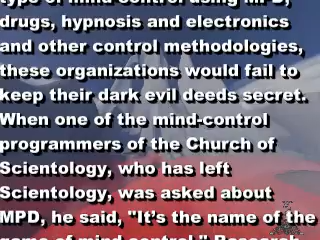 type of mind control using MPD,
drugs, hypnosis and electronics
and other control methodologies,
these organizations would fail to
keep their dark evil deeds secret.
When one of the mind-control
programmers of the Church of
Scientology, who has left
Scientology, was asked about
MPD, he said, "It’s the name of the
game of mind control." Research